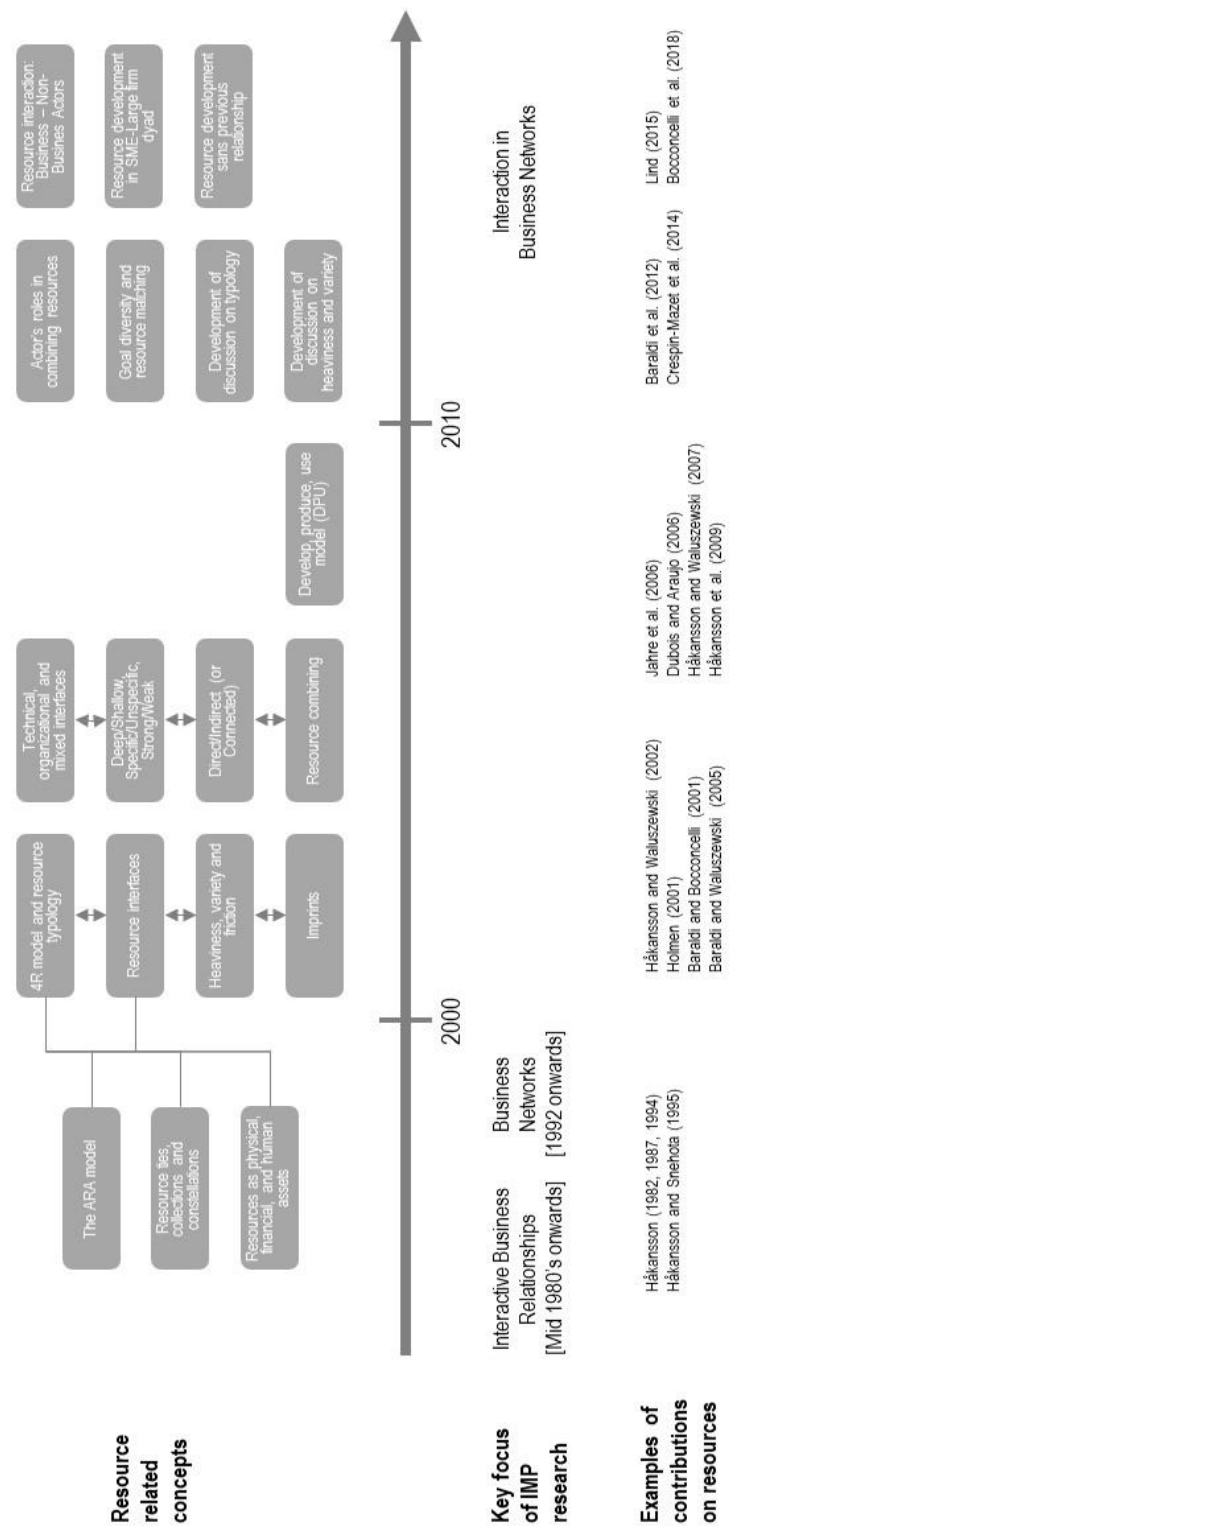 Resource
related
concepts
The ARA model
Resource ties,
collections and
constellations
Resources as physical,
financial, and human
assets
4R model and resource
typology
Resource interfaces
Heaviness, variety and
friction
Imprints
Technical,
organizational and
mixed interfaces
Deep/Shallow,
Specific/Unspecific,
Strong/Weak
Direct/Indirect (or
Connected)
Resource combining
Develop, produce, use
model (DPU)
Actor's roles in
combining resources
Goal diversity and
resource matching
Development of
discussion on typology
Development of
discussion on
heaviness and variety
Resource interaction:
Business – Non-
Busines Actors
Resource development
in SME-Large firm
dyad
Resource development
sans previous
relationship
2000
2010
Key focus
of IMP
research
Interactive Business
Relationships
[Mid 1980's onwards]
Business
Networks
[1992 onwards]
Interaction in
Business Networks
Examples of
contributions
on resources
Håkansson (1982, 1987, 1994)
Håkansson and Snehota (1995)
Håkansson and Waluszewski (2002)
Holmen (2001)
Baraldi and Bocconcelli (2001)
Baraldi and Waluszewski (2005)
Jahre et al. (2006)
Dubois and Araujo (2006)
Håkansson and Waluszewski (2007)
Håkansson et al. (2009)
Baraldi et al. (2012)
Crespin-Mazet et al. (2014)
Lind (2015)
Bocconcelli et al. (2018)